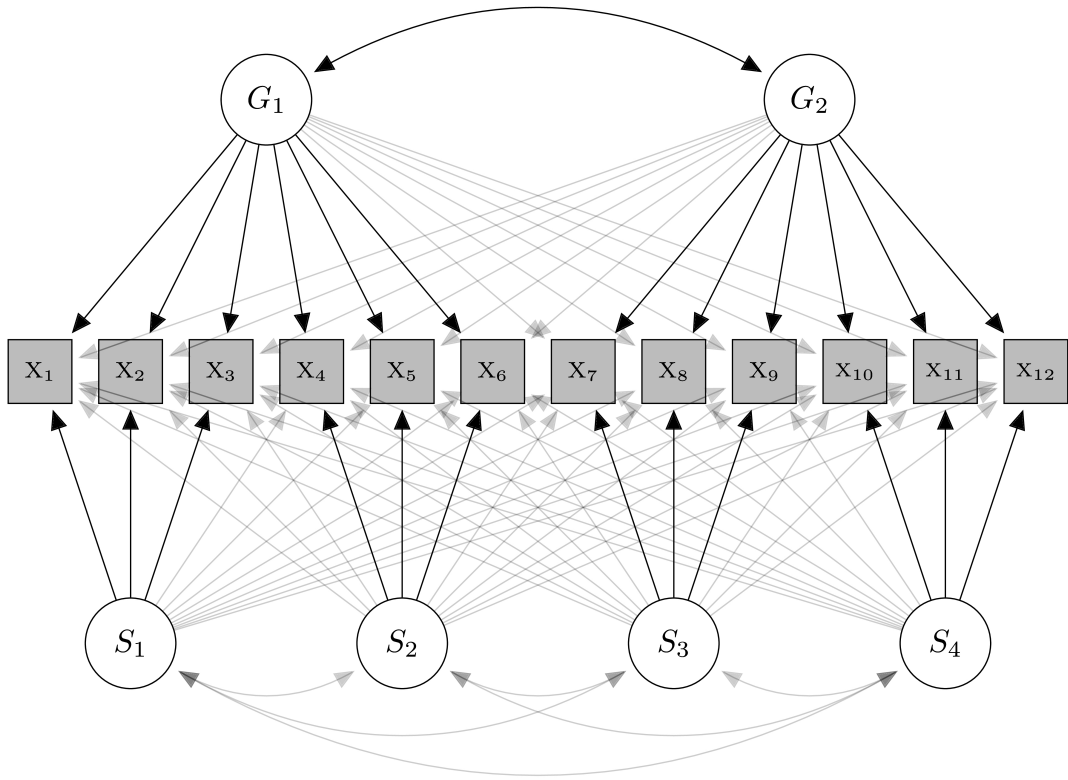 G₁ G₂
x₁ x₂ x₃ x₄ x₅ x₆ x₇ x₈ x₉ x₁₀ x₁₁ x₁₂
S₁ S₂ S₃ S₄